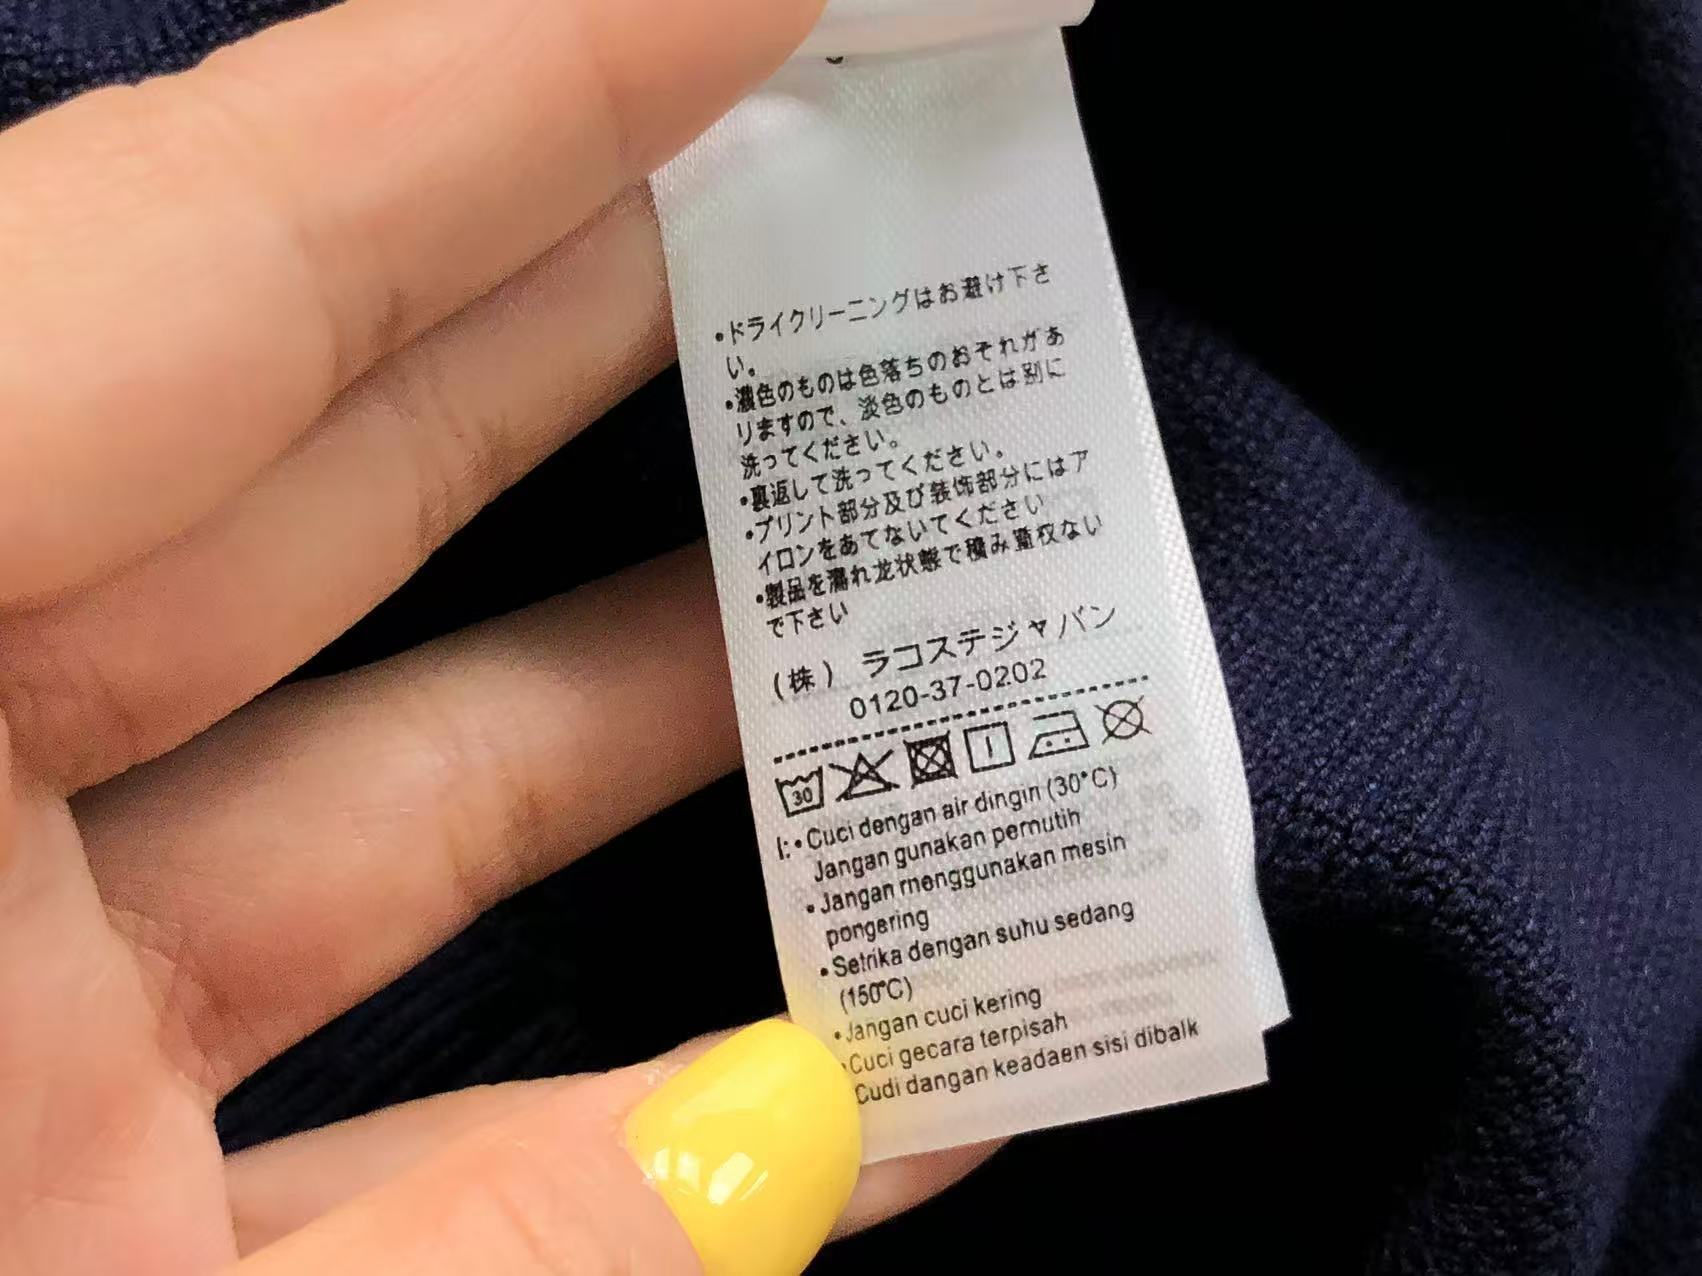 •ドライクリーニングはお避け下さ
い。
•濃色のものは色落ちのおそれがあ
りますので、淡色のものとは別に
洗ってください。
•裏返して洗ってください。
•プリント部分及び装饰部分にはア
イロンをあてないてください
•製品を濡れ龙状態で積み重权ない
で下さい
(株) ラコステジャバン
0120-37-0202
30
I: • Cuci dengan air dingin (30°C)
Jangan gunakan pernutih
• Jangan rnenggunakan mesin
pongering
• Setrika dengan suhu sedang
(150°C)
• Jangan cuci kering
•Cuci gecara terpisah
Cudi dangan keadaen sisi dibalk